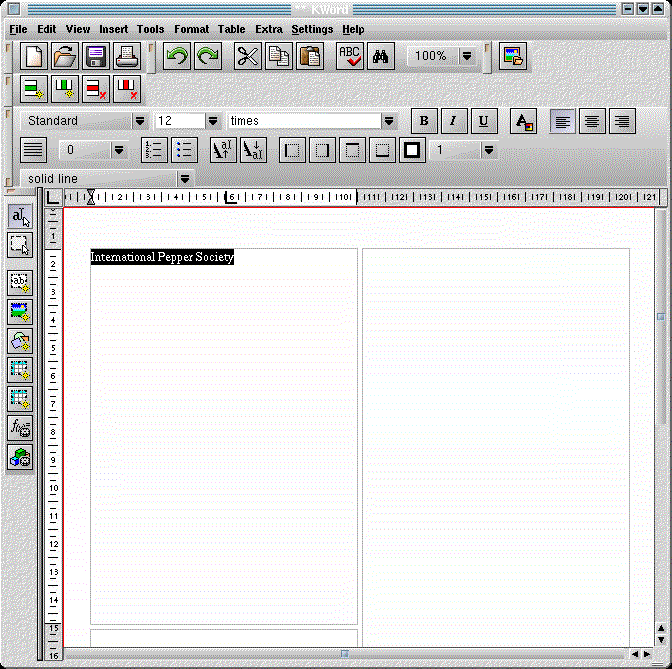 ** KWord
File Edit View Insert Tools Format Table Extra Settings Help
ABC 100%
Standard 12 times B I U A
0 1
solid line
1 2 3 4 5 6 7 8 9 10 11 12 13 14 15 16 17 18 19 20 21
1
2
International Pepper Society
3
4
5
6
7
8
9
10
11
12
13
14
15
16